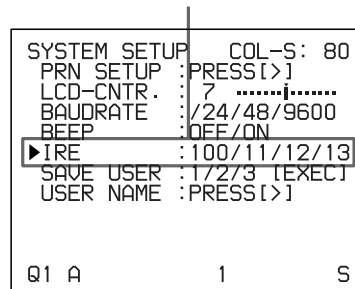 SYSTEM SETUP COL-S: 80
PRN SETUP :PRESS[>]
LCD-CNTR. : 7
BAUDRATE :/24/48/9600
BEEP :OFF/ON
▶IRE :100/11/12/13
SAVE USER :1/2/3 [EXEC]
USER NAME :PRESS[>]
Q1 A 1 S